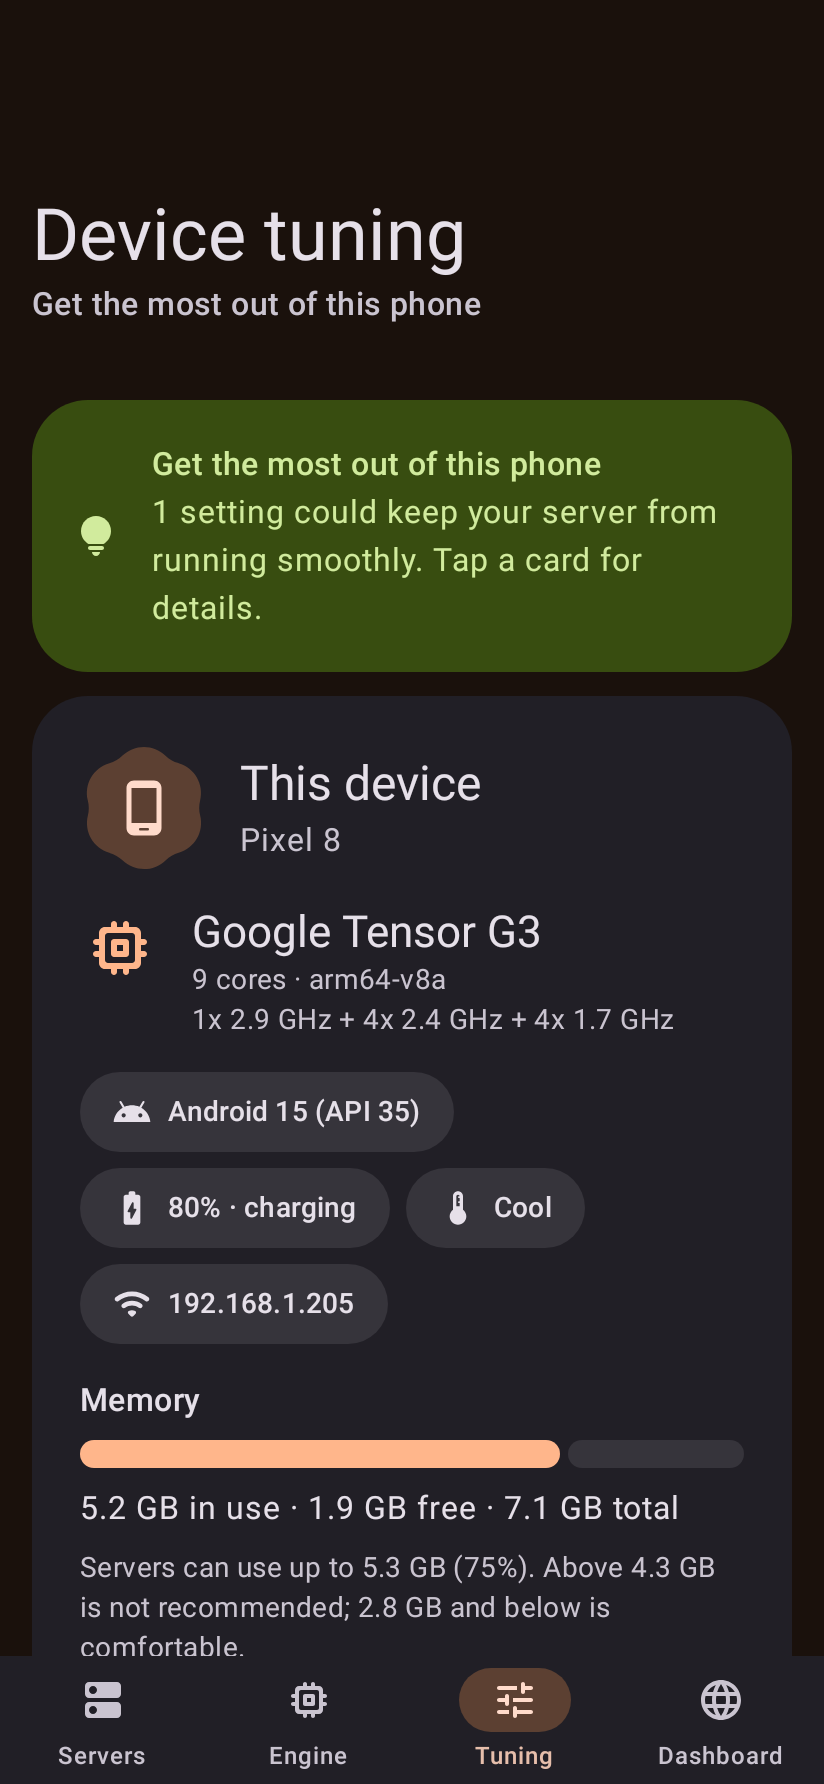 Device tuning
Get the most out of this phone
Get the most out of this phone
1 setting could keep your server from
running smoothly. Tap a card for
details.
This device
Pixel 8
Google Tensor G3
9 cores · arm64-v8a
1x 2.9 GHz + 4x 2.4 GHz + 4x 1.7 GHz
Android 15 (API 35)
80% · charging
Cool
192.168.1.205
Memory
5.2 GB in use · 1.9 GB free · 7.1 GB total
Servers can use up to 5.3 GB (75%). Above 4.3 GB
is not recommended; 2.8 GB and below is
comfortable.
Servers
Engine
Tuning
Dashboard